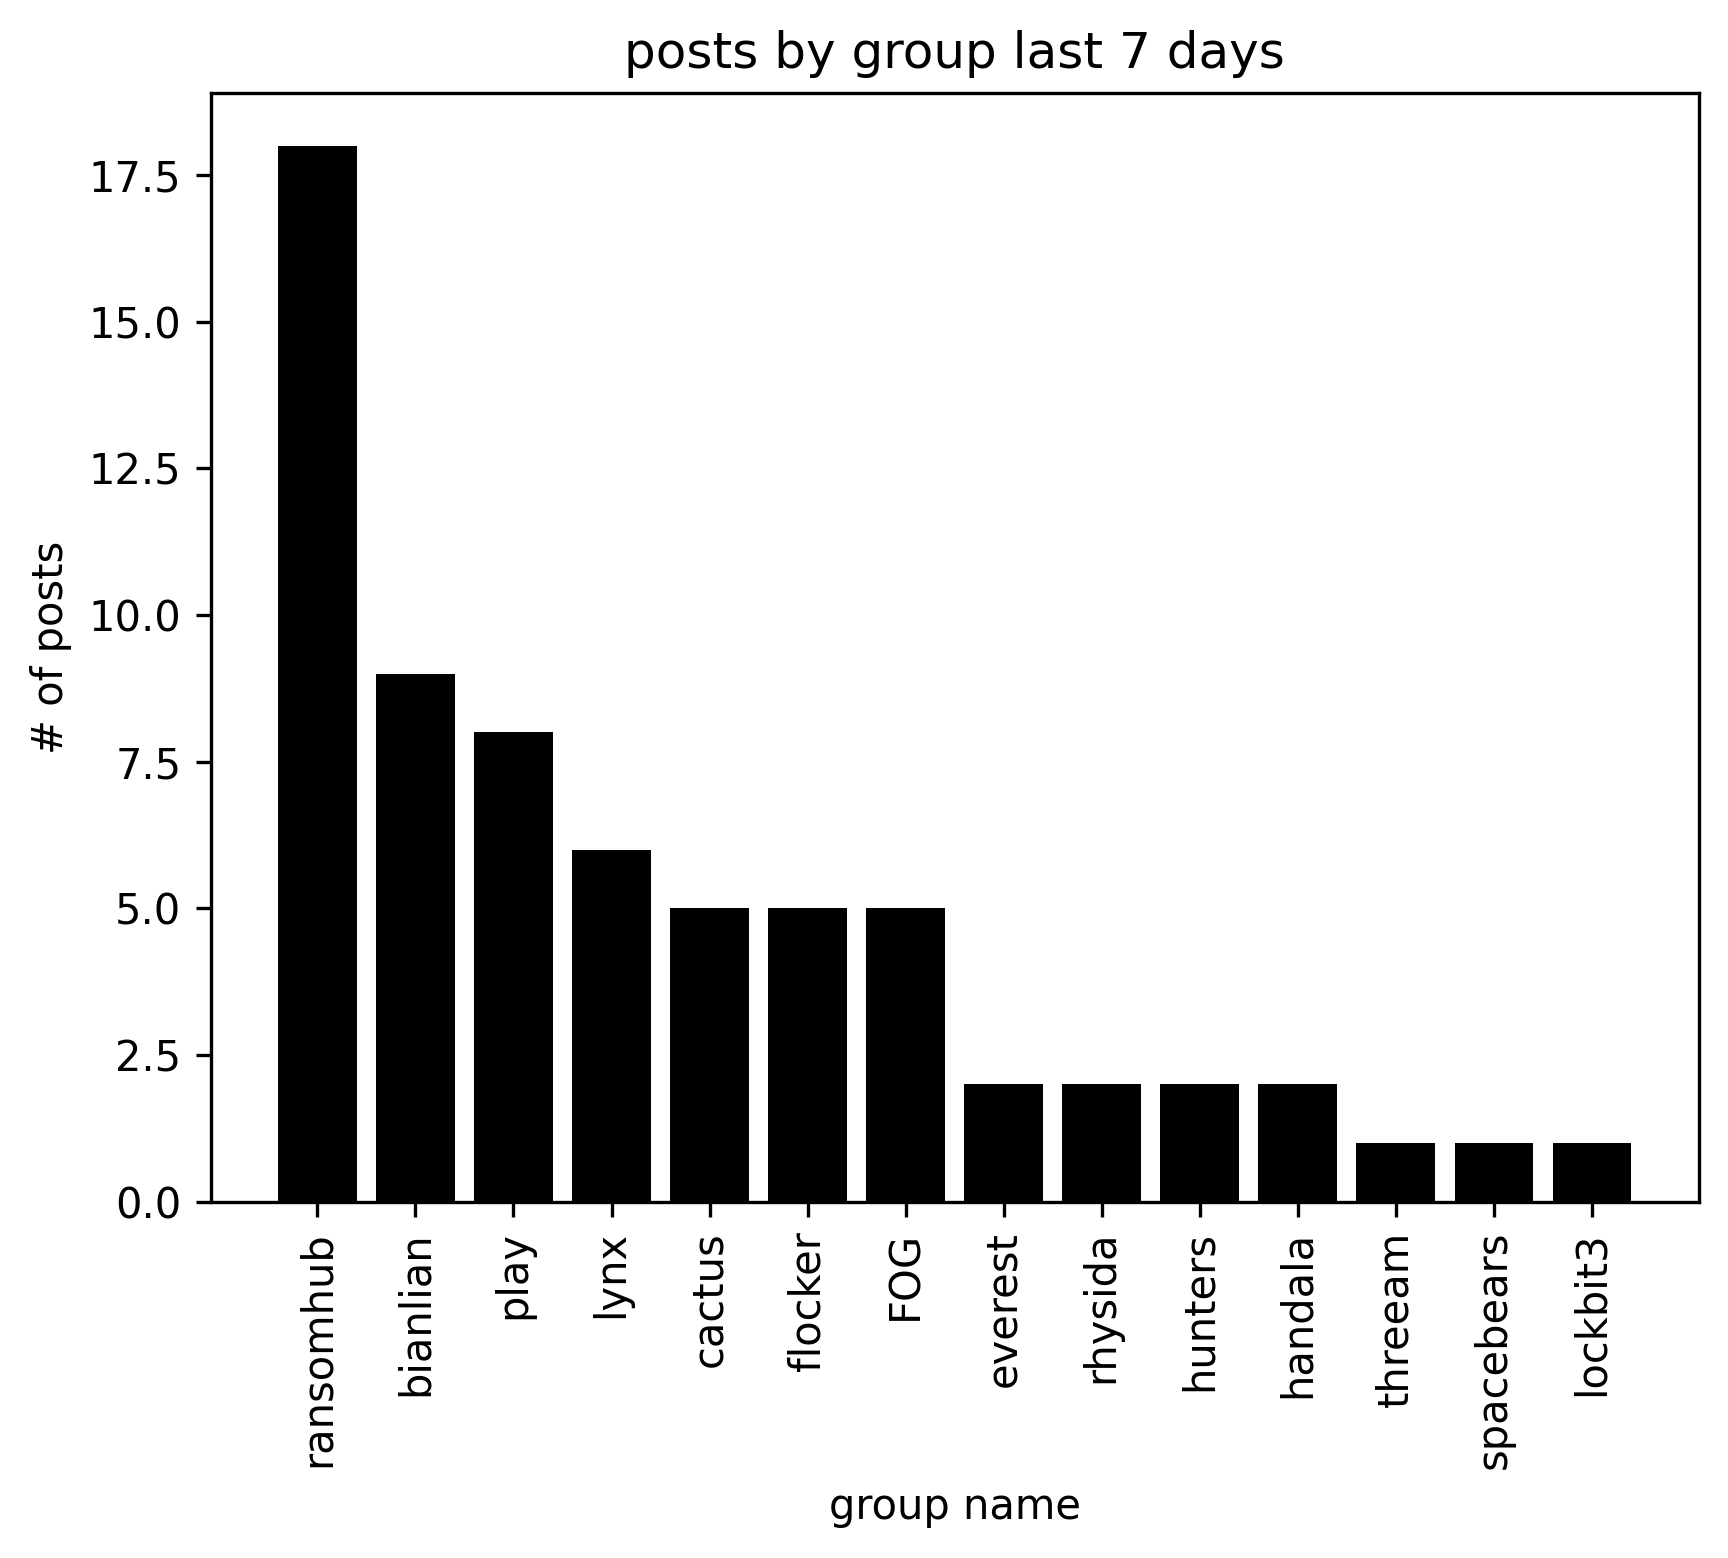 posts by group last 7 days
# of posts
17.5
15.0
12.5
10.0
7.5
5.0
2.5
0.0
ransomhub
bianlian
play
lynx
cactus
flocker
FOG
everest
rhysida
hunters
handala
threeam
spacebears
lockbit3
group name